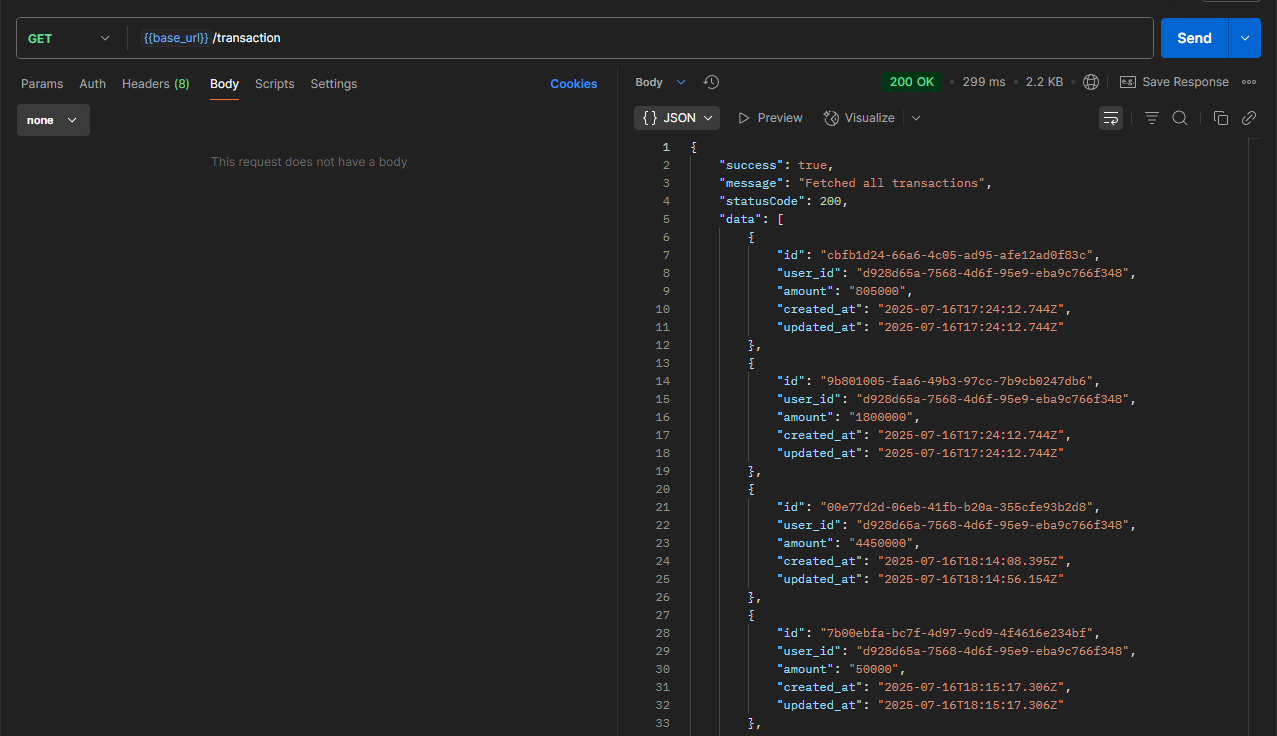 GET {{base_url}} /transaction Send
Params Auth Headers (8) Body Scripts Settings Cookies
none
This request does not have a body
Body 200 OK 299 ms 2.2 KB e.g. Save Response
{} JSON Preview Visualize
1 {
2 "success": true,
3 "message": "Fetched all transactions",
4 "statusCode": 200,
5 "data": [
6 {
7 "id": "cbfb1d24-66a6-4c05-ad95-afe12ad0f83c",
8 "user_id": "d928d65a-7568-4d6f-95e9-eba9c766f348",
9 "amount": "805000",
10 "created_at": "2025-07-16T17:24:12.744Z",
11 "updated_at": "2025-07-16T17:24:12.744Z"
12 },
13 {
14 "id": "9b801005-faa6-49b3-97cc-7b9cb0247db6",
15 "user_id": "d928d65a-7568-4d6f-95e9-eba9c766f348",
16 "amount": "1800000",
17 "created_at": "2025-07-16T17:24:12.744Z",
18 "updated_at": "2025-07-16T17:24:12.744Z"
19 },
20 {
21 "id": "00e77d2d-06eb-41fb-b20a-355cfe93b2d8",
22 "user_id": "d928d65a-7568-4d6f-95e9-eba9c766f348",
23 "amount": "4450000",
24 "created_at": "2025-07-16T18:14:08.395Z",
25 "updated_at": "2025-07-16T18:14:56.154Z"
26 },
27 {
28 "id": "7b00ebfa-bc7f-4d97-9cd9-4f4616e234bf",
29 "user_id": "d928d65a-7568-4d6f-95e9-eba9c766f348",
30 "amount": "50000",
31 "created_at": "2025-07-16T18:15:17.306Z",
32 "updated_at": "2025-07-16T18:15:17.306Z"
33 },